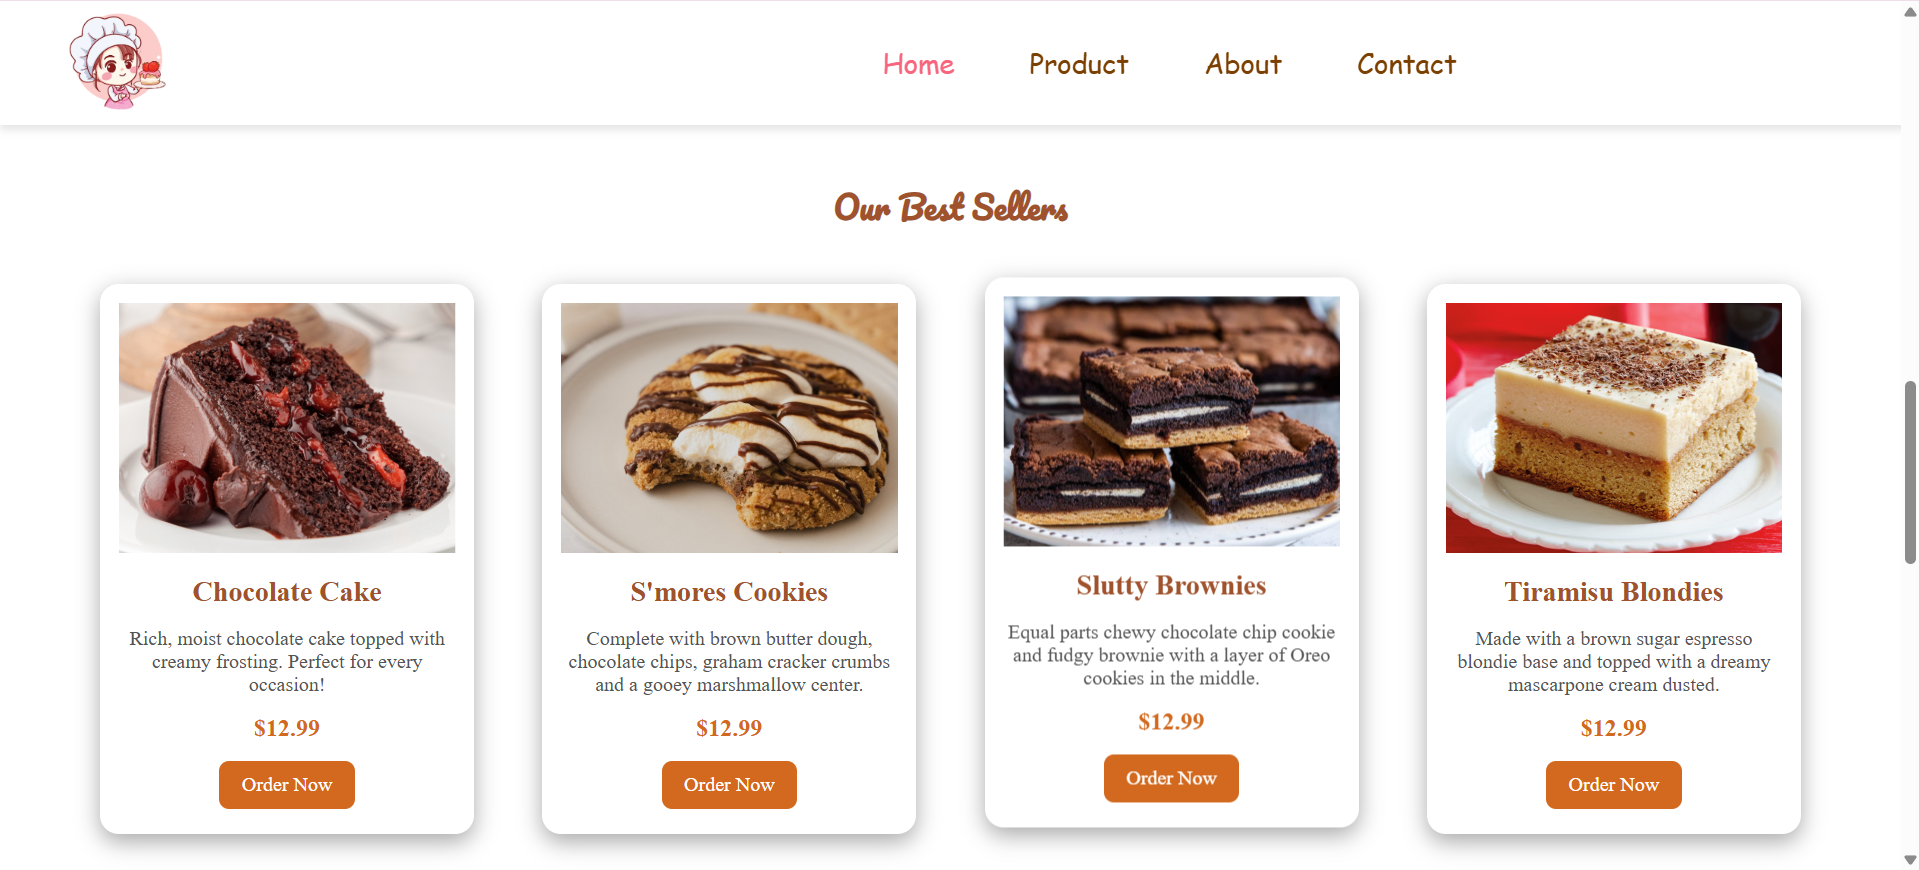 Home Product About Contact
Our Best Sellers
Chocolate Cake
Rich, moist chocolate cake topped with
creamy frosting. Perfect for every
occasion!
$12.99
Order Now
S'mores Cookies
Complete with brown butter dough,
chocolate chips, graham cracker crumbs
and a gooey marshmallow center.
$12.99
Order Now
Slutty Brownies
Equal parts chewy chocolate chip cookie
and fudgy brownie with a layer of Oreo
cookies in the middle.
$12.99
Order Now
Tiramisu Blondies
Made with a brown sugar espresso
blondie base and topped with a dreamy
mascarpone cream dusted.
$12.99
Order Now